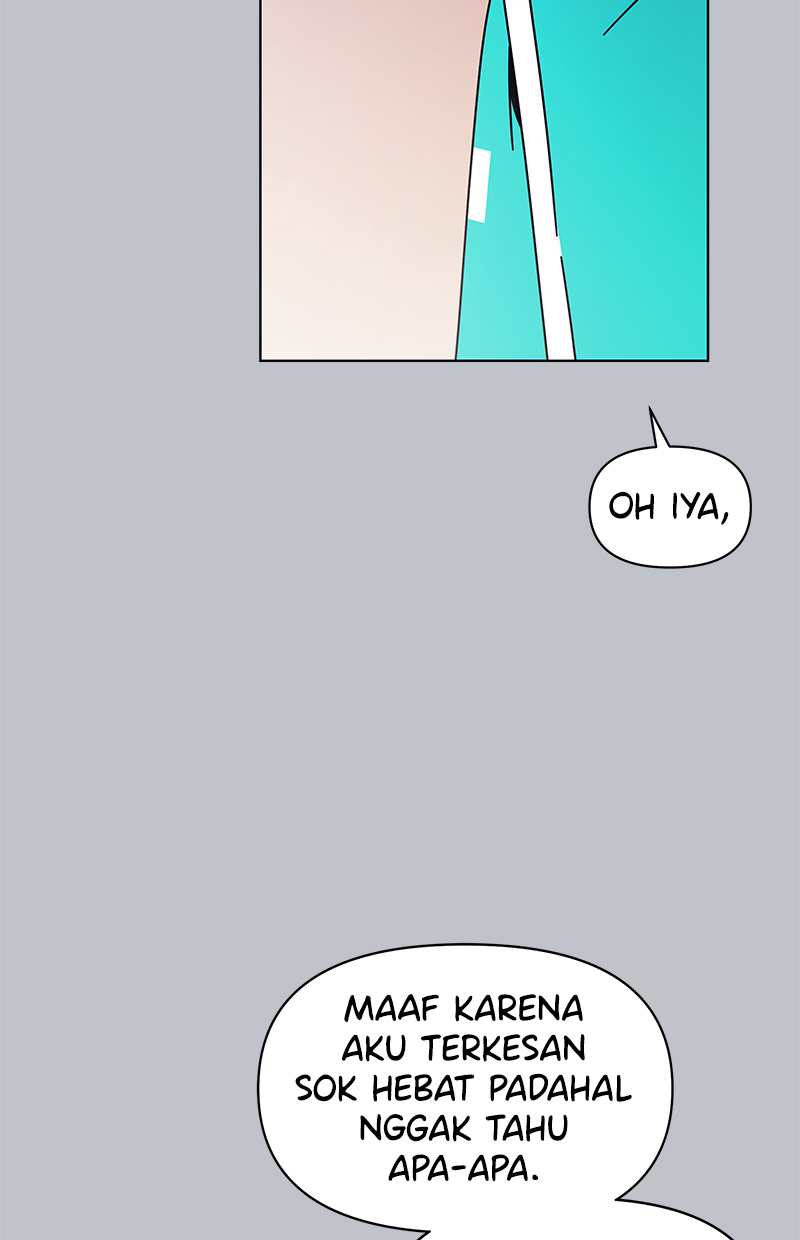 OH IYA,
MAAF KARENA
AKU TERKESAN
SOK HEBAT PADAHAL
NGGAK TAHU
APA-APA.